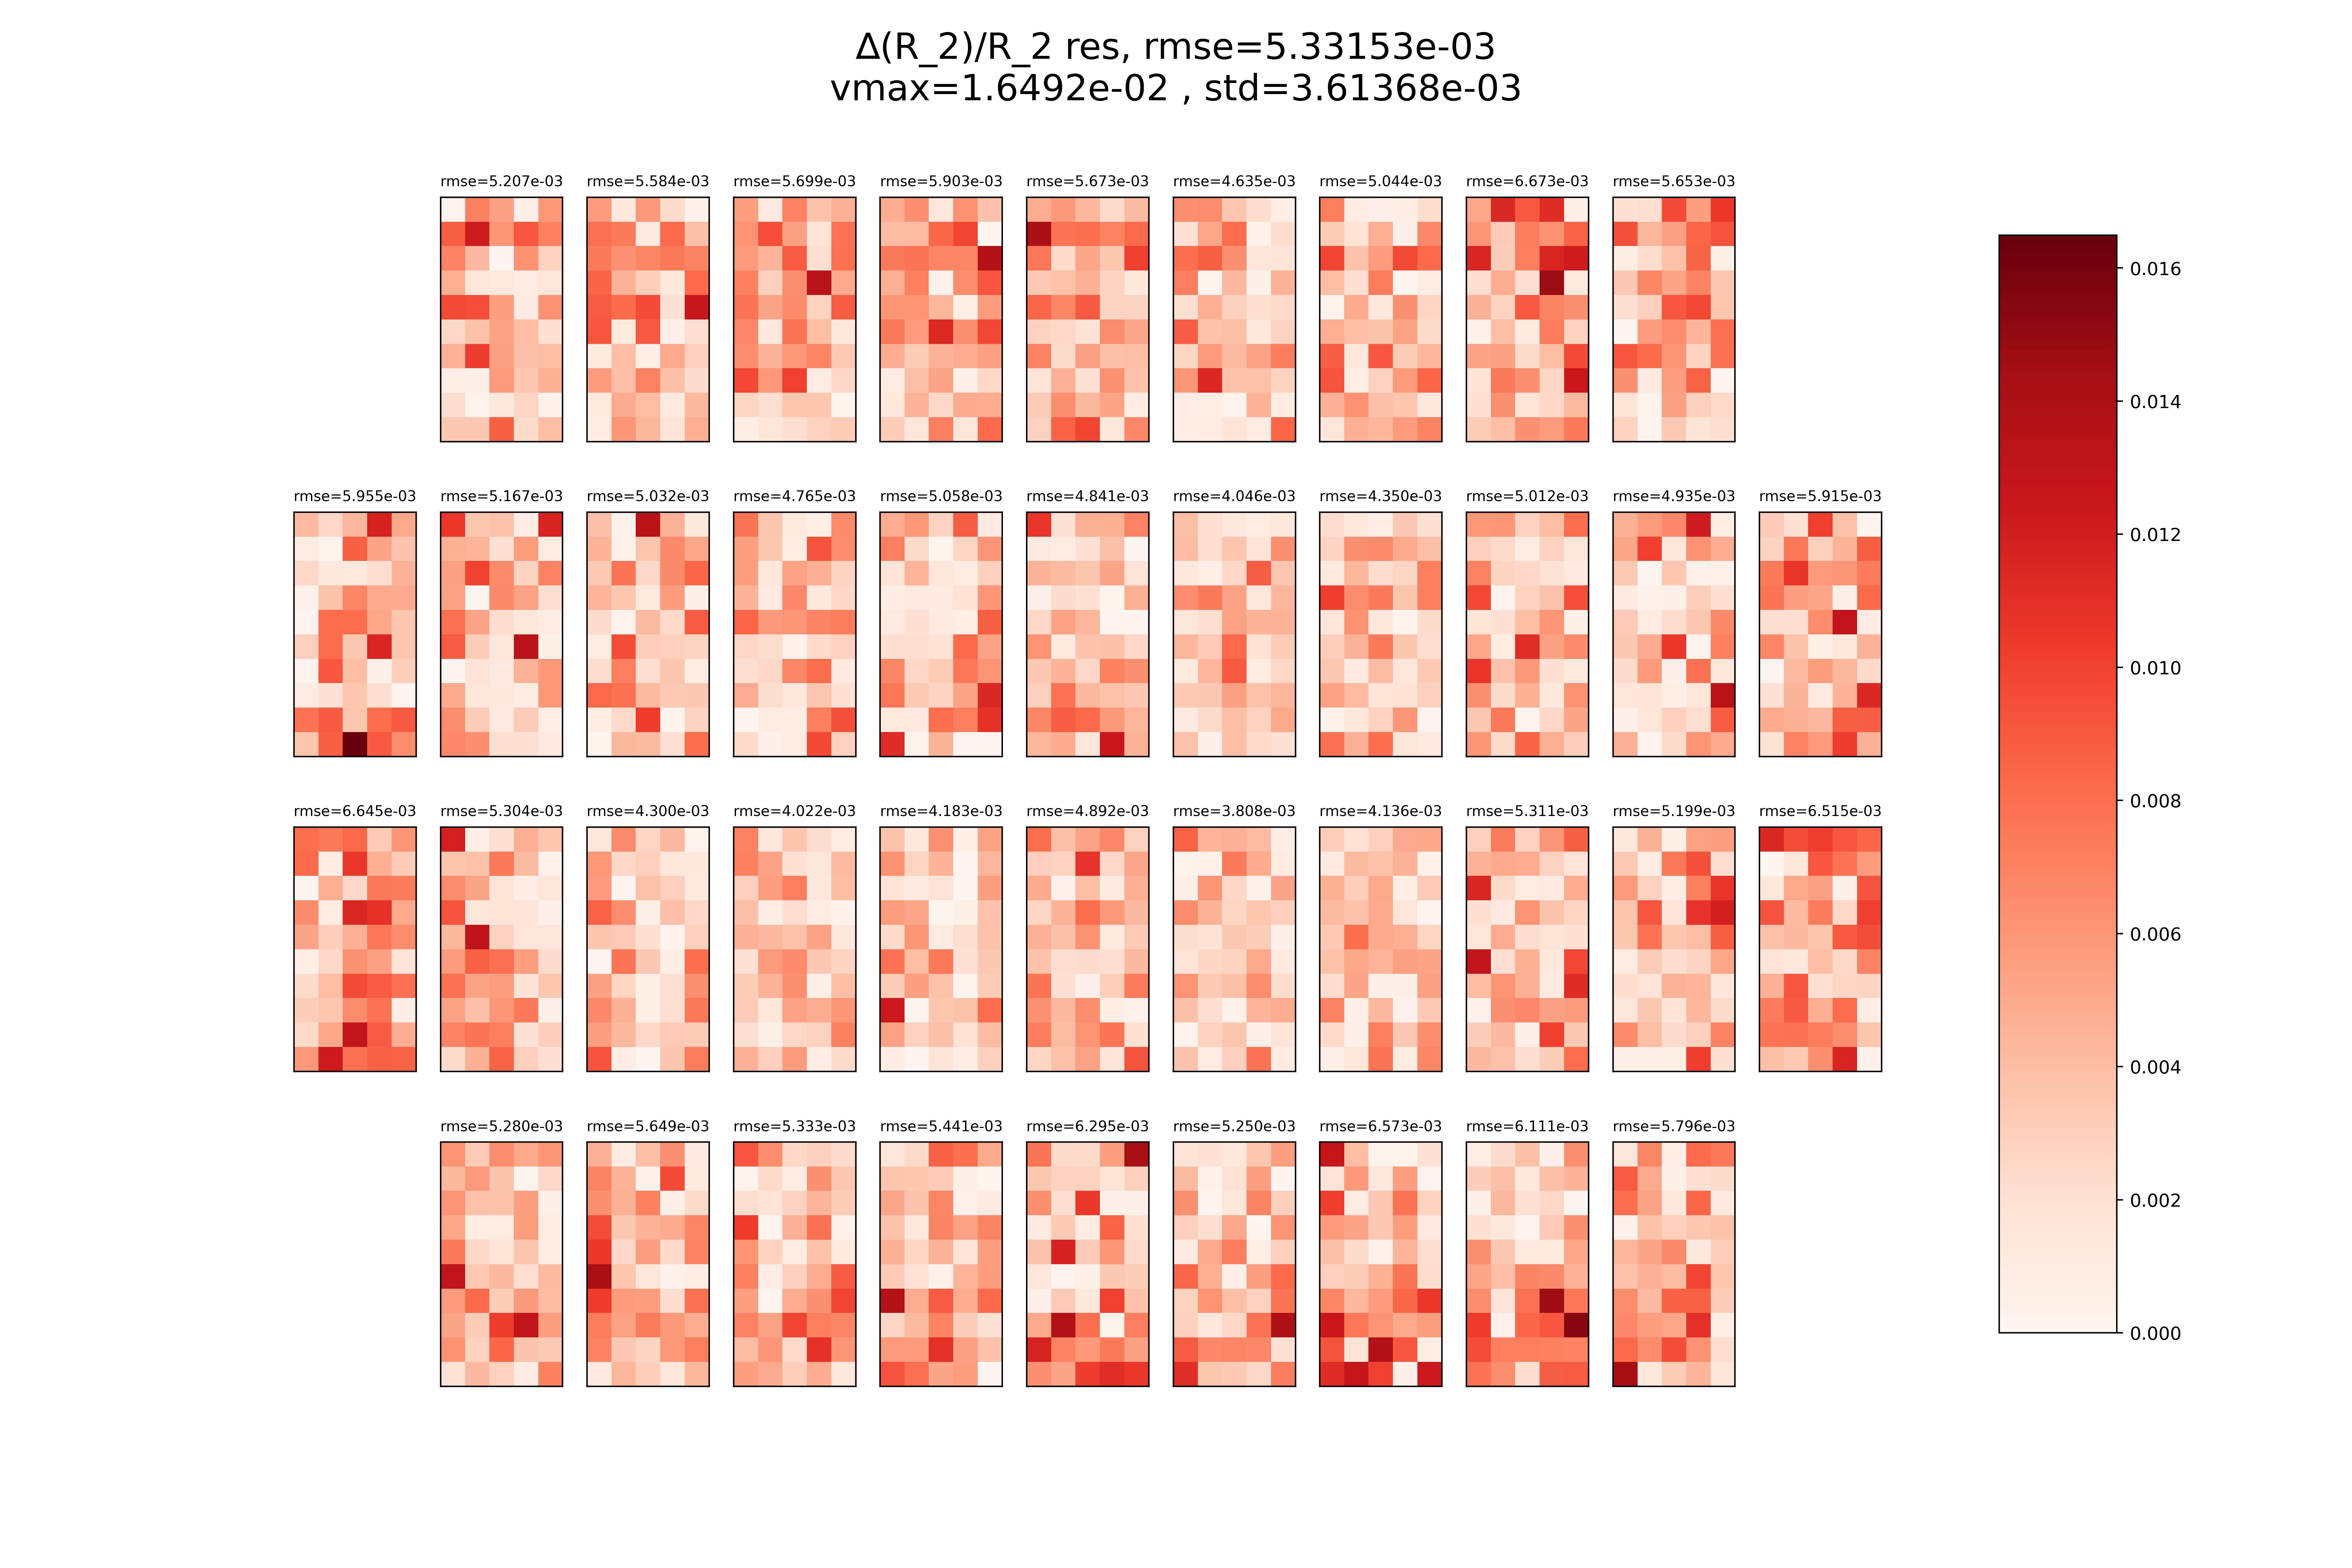 Δ(R_2)/R_2 res, rmse=5.33153e-03
vmax=1.6492e-02 , std=3.61368e-03
rmse=5.207e-03 rmse=5.584e-03 rmse=5.699e-03 rmse=5.903e-03 rmse=5.673e-03 rmse=4.635e-03 rmse=5.044e-03 rmse=6.673e-03 rmse=5.653e-03
rmse=5.955e-03 rmse=5.167e-03 rmse=5.032e-03 rmse=4.765e-03 rmse=5.058e-03 rmse=4.841e-03 rmse=4.046e-03 rmse=4.350e-03 rmse=5.012e-03 rmse=4.935e-03 rmse=5.915e-03
rmse=6.645e-03 rmse=5.304e-03 rmse=4.300e-03 rmse=4.022e-03 rmse=4.183e-03 rmse=4.892e-03 rmse=3.808e-03 rmse=4.136e-03 rmse=5.311e-03 rmse=5.199e-03 rmse=6.515e-03
rmse=5.280e-03 rmse=5.649e-03 rmse=5.333e-03 rmse=5.441e-03 rmse=6.295e-03 rmse=5.250e-03 rmse=6.573e-03 rmse=6.111e-03 rmse=5.796e-03
0.016
0.014
0.012
0.010
0.008
0.006
0.004
0.002
0.000